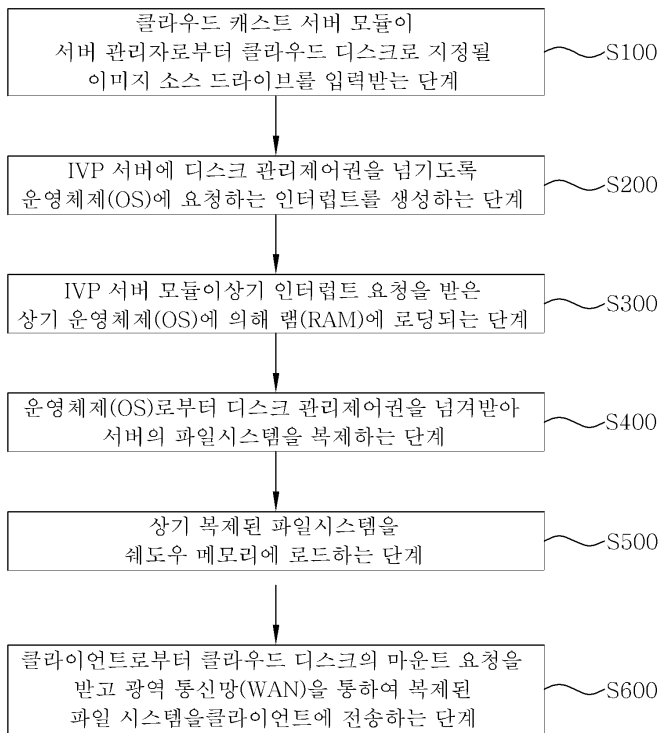 클라우드 캐스트 서버 모듈이
서버 관리자로부터 클라우드 디스크로 지정될
이미지 소스 드라이브를 입력받는 단계
S100
IVP 서버에 디스크 관리제어권을 넘기도록
운영체제(OS)에 요청하는 인터럽트를 생성하는 단계
S200
IVP 서버 모듈이상기 인터럽트 요청을 받은
상기 운영체제(OS)에 의해 램(RAM)에 로딩되는 단계
S300
운영체제(OS)로부터 디스크 관리제어권을 넘겨받아
서버의 파일시스템을 복제하는 단계
S400
상기 복제된 파일시스템을
쉐도우 메모리에 로드하는 단계
S500
클라이언트로부터 클라우드 디스크의 마운트 요청을
받고 광역 통신망(WAN)을 통하여 복제된
파일 시스템을클라이언트에 전송하는 단계
S600